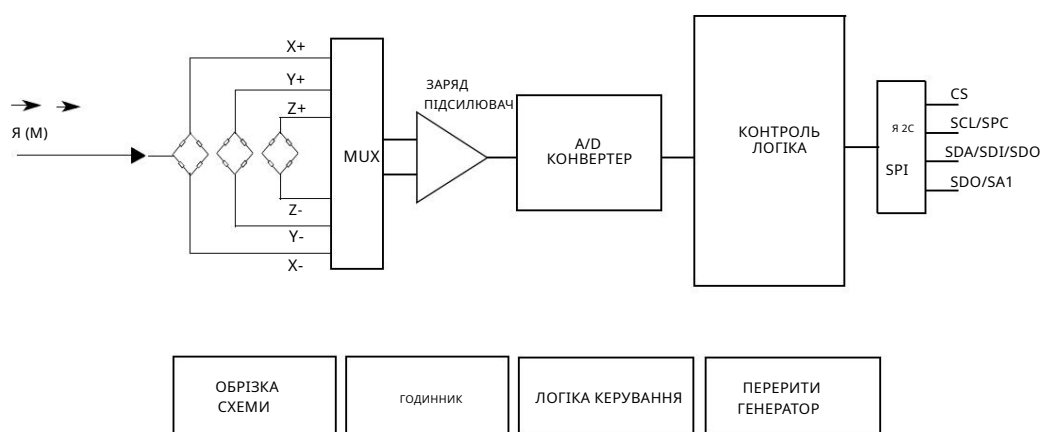 X+
Y+
Z+
Я (М)
MUX
Z-
Y-
X-
ЗАРЯД
ПІДСИЛЮВАЧ
A/D
КОНВЕРТЕР
КОНТРОЛЬ
ЛОГІКА
Я 2С
SPI
CS
SCL/SPC
SDA/SDI/SDO
SDO/SA1
ОБРІЗКА
СХЕМИ
ГОДИННИК
ЛОГІКА КЕРУВАННЯ
ПЕРЕРИТИ
ГЕНЕРАТОР